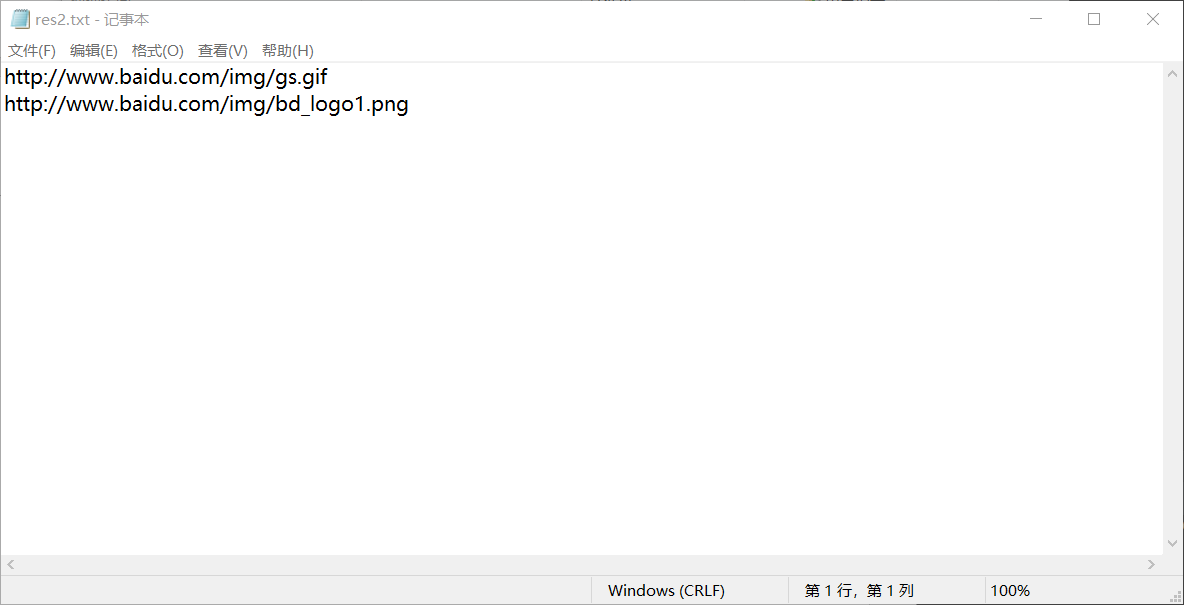 res2.txt - 记事本
文件(F) 编辑(E) 格式(O) 查看(V) 帮助(H)
http://www.baidu.com/img/gs.gif
http://www.baidu.com/img/bd_logo1.png
Windows (CRLF) 第 1 行，第 1 列 100%